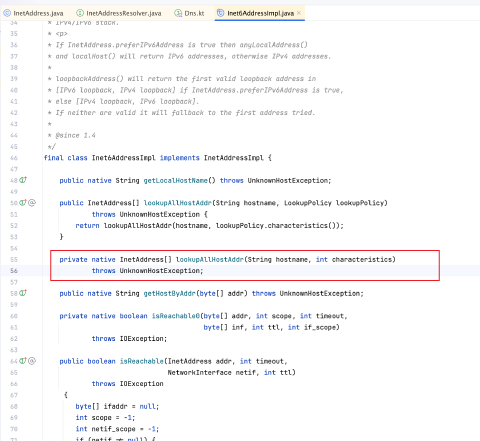 InetAddress.java InetAddressResolver.java Dns.kt Inet6AddressImpl.java
34 * IPv4/IPv6 stack.
35 * <p>
36 * If InetAddress.preferIPv6Address is true then anyLocalAddress()
37 * and localHost() will return IPv6 addresses, otherwise IPv4 addresses.
38 *
39 * loopbackAddress() will return the first valid loopback address in
40 * [IPv6 loopback, IPv4 loopback] if InetAddress.preferIPv6Address is true,
41 * else [IPv4 loopback, IPv6 loopback].
42 * If neither are valid it will fallback to the first address tried.
43 *
44 * @since 1.4
45 */
46 final class Inet6AddressImpl implements InetAddressImpl {
47
48 public native String getLocalHostName() throws UnknownHostException;
49
50 public InetAddress[] lookupAllHostAddr(String hostname, LookupPolicy lookupPolicy)
51 throws UnknownHostException {
52 return lookupAllHostAddr(hostname, lookupPolicy.characteristics());
53 }
54
55 private native InetAddress[] lookupAllHostAddr(String hostname, int characteristics)
56 throws UnknownHostException;
57
58 public native String getHostByAddr(byte[] addr) throws UnknownHostException;
59
60 private native boolean isReachable0(byte[] addr, int scope, int timeout,
61 byte[] inf, int ttl, int if_scope)
62 throws IOException;
63
64 public boolean isReachable(InetAddress addr, int timeout,
65 NetworkInterface netif, int ttl)
66 throws IOException
67 {
68 byte[] ifaddr = null;
69 int scope = -1;
70 int netif_scope = -1;
71 if (netif != null) {